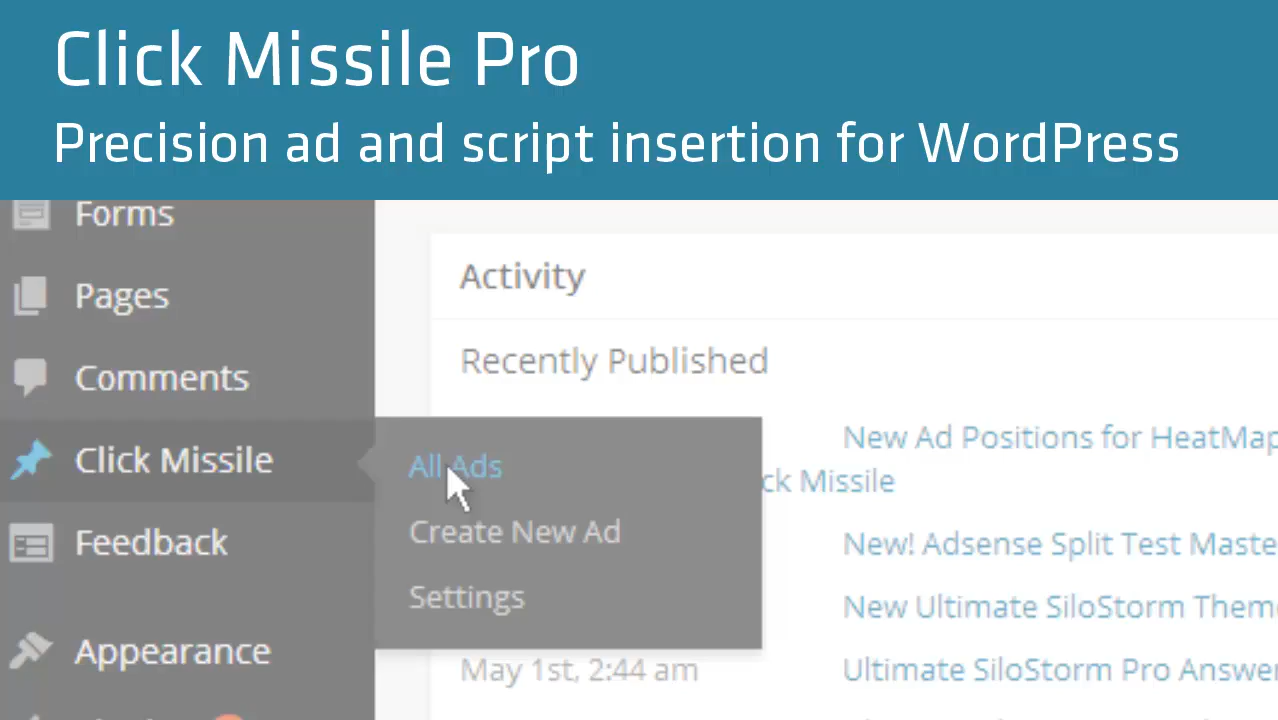 Click Missile Pro
Precision ad and script insertion for WordPress
Forms
Pages
Comments
Click Missile
Feedback
Appearance
All Ads
Create New Ad
Settings
Activity
Recently Published
New Ad Positions for HeatMap
ck Missile
New! Adsense Split Test Maste
New Ultimate SiloStorm Theme
May 1st, 2:44 am
Ultimate SiloStorm Pro Answer